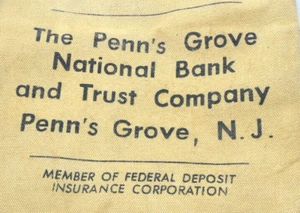 The Penn's Grove
National Bank
and Trust Company
Penn's Grove, N.J.
MEMBER OF FEDERAL DEPOSIT
INSURANCE CORPORATION